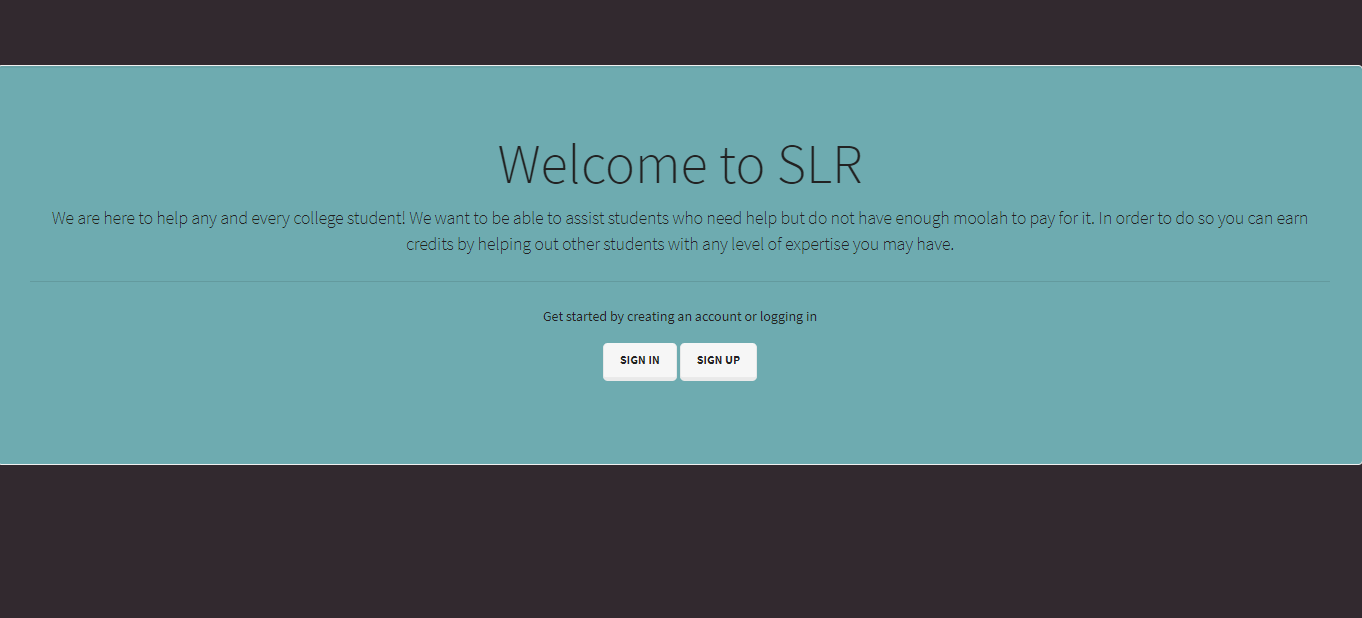 Welcome to SLR
We are here to help any and every college student! We want to be able to assist students who need help but do not have enough moolah to pay for it. In order to do so you can earn
credits by helping out other students with any level of expertise you may have.
Get started by creating an account or logging in
SIGN IN SIGN UP